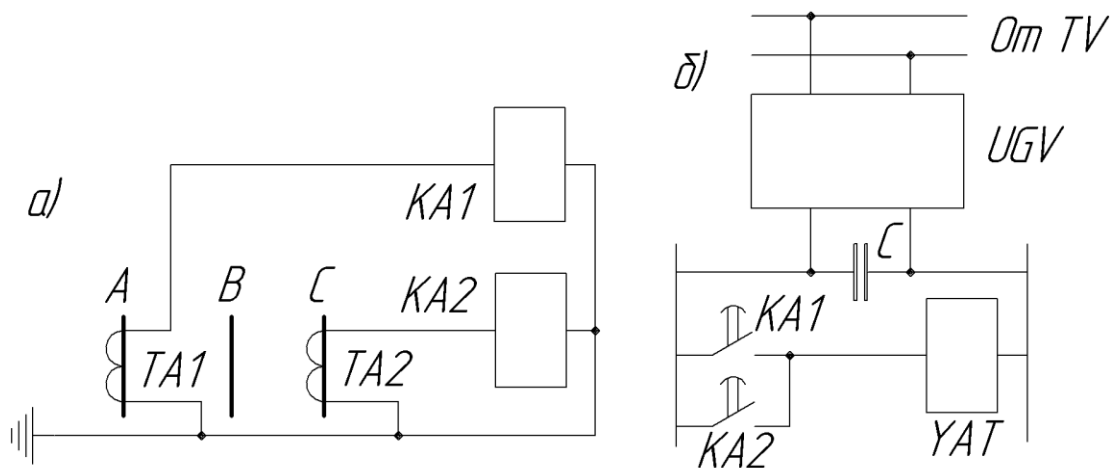 а)
A
B
C
TA1
TA2
KA1
KA2
б)
От TV
UGV
C
KA1
KA2
YAT